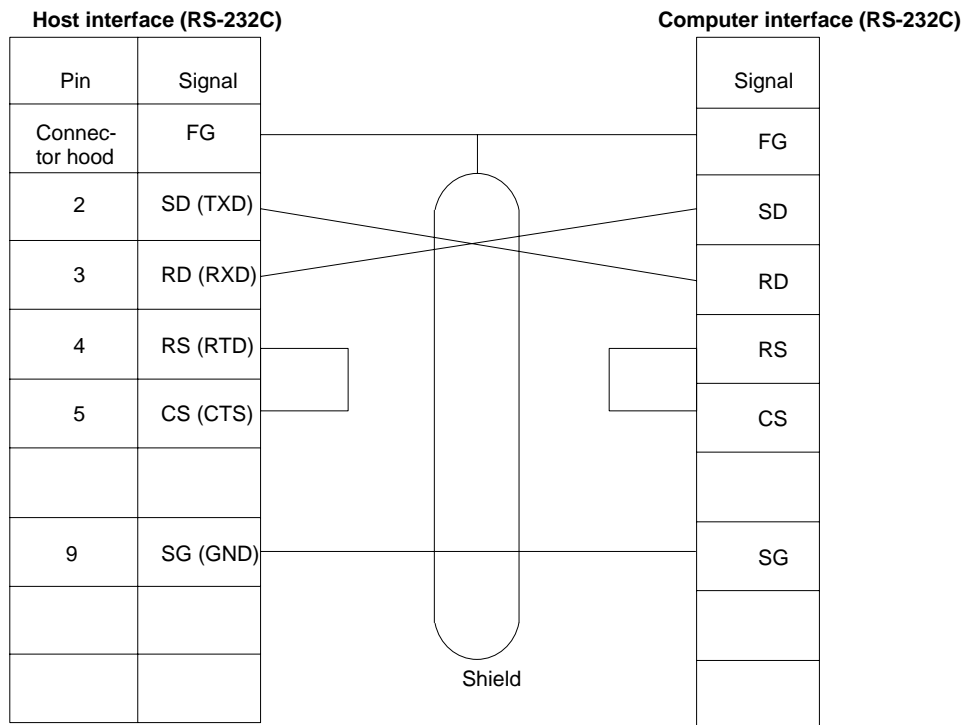 Host interface (RS-232C)
Computer interface (RS-232C)
Pin Signal
Signal
Connec-
tor hood
FG
FG
2 SD (TXD)
SD
3 RD (RXD)
RD
4 RS (RTD)
RS
5 CS (CTS)
CS
9 SG (GND)
SG
Shield